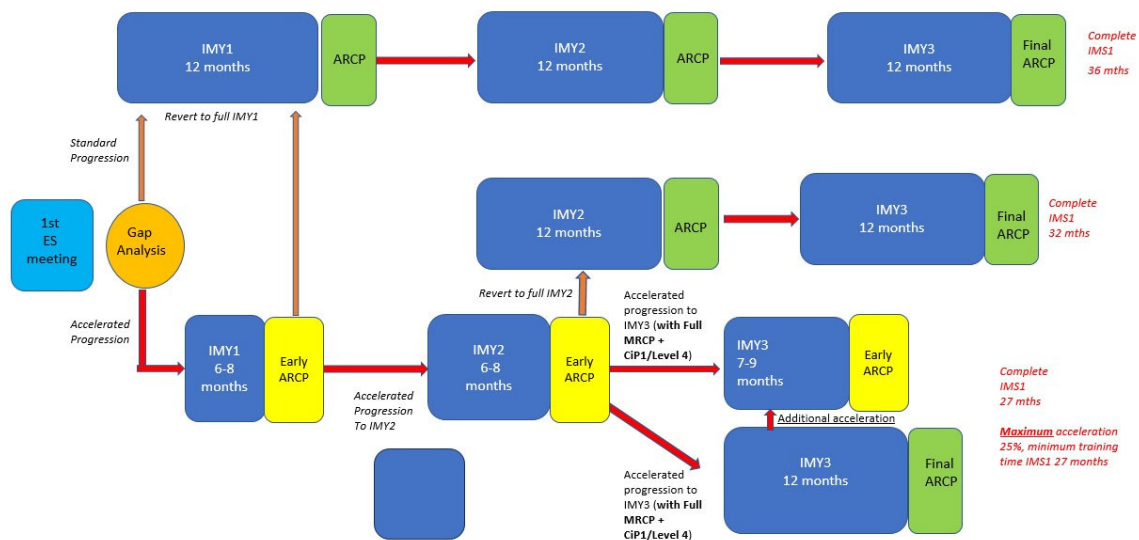 IMY1
12 months
ARCP
IMY2
12 months
ARCP
IMY3
12 months
Final
ARCP
Complete
IMS1
36 mths
Revert to full IMY1
Standard
Progression
1st
ES
meeting
Gap
Analysis
IMY2
12 months
ARCP
IMY3
12 months
Final
ARCP
Complete
IMS1
32 mths
Revert to full IMY2
Accelerated
progression to
IMY3 (with Full
MRCP +
CiP1/Level 4)
Accelerated
Progression
IMY1
6-8
months
Early
ARCP
Accelerated
Progression
To IMY2
IMY2
6-8
months
Early
ARCP
IMY3
7-9
months
Early
ARCP
Complete
IMS1
27 mths
Additional acceleration
Maximum acceleration
25%, minimum training
time IMS1 27 months
Accelerated
progression to
IMY3 (with Full
MRCP +
CiP1/Level 4)
IMY3
12 months
Final
ARCP